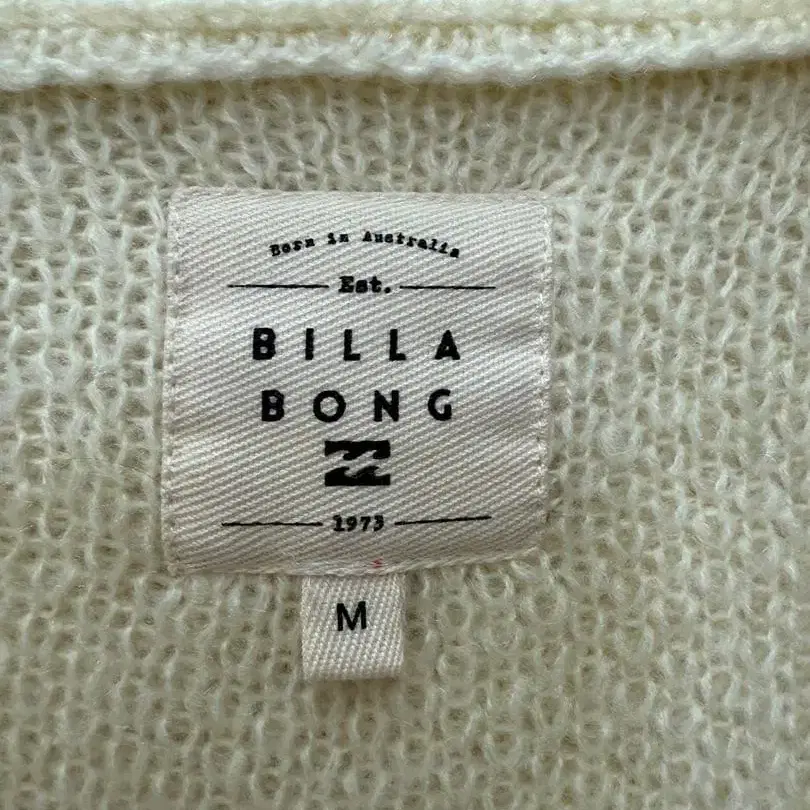 Born in Australia
Est.
BILLA
BONG
1973
M